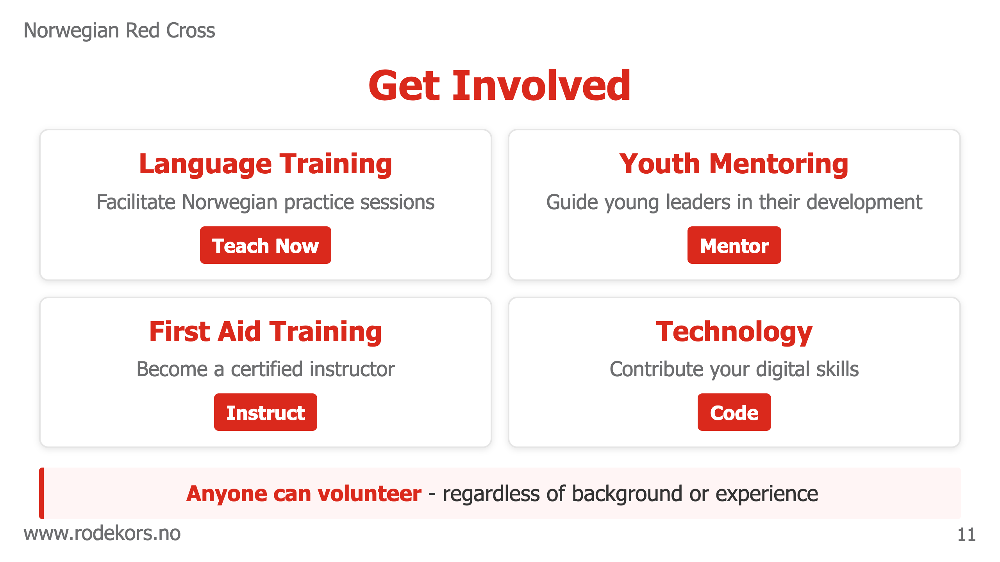 Norwegian Red Cross
Get Involved
Language Training
Facilitate Norwegian practice sessions
Teach Now
Youth Mentoring
Guide young leaders in their development
Mentor
First Aid Training
Become a certified instructor
Instruct
Technology
Contribute your digital skills
Code
Anyone can volunteer - regardless of background or experience
www.rodekors.no
11